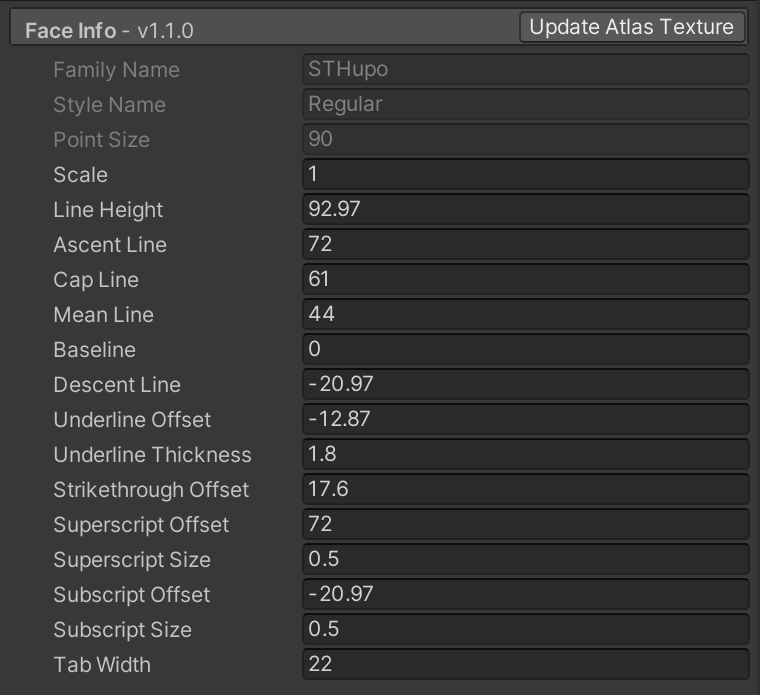 Face Info - v1.1.0 Update Atlas Texture
Family Name STHupo
Style Name Regular
Point Size 90
Scale 1
Line Height 92.97
Ascent Line 72
Cap Line 61
Mean Line 44
Baseline 0
Descent Line -20.97
Underline Offset -12.87
Underline Thickness 1.8
Strikethrough Offset 17.6
Superscript Offset 72
Superscript Size 0.5
Subscript Offset -20.97
Subscript Size 0.5
Tab Width 22